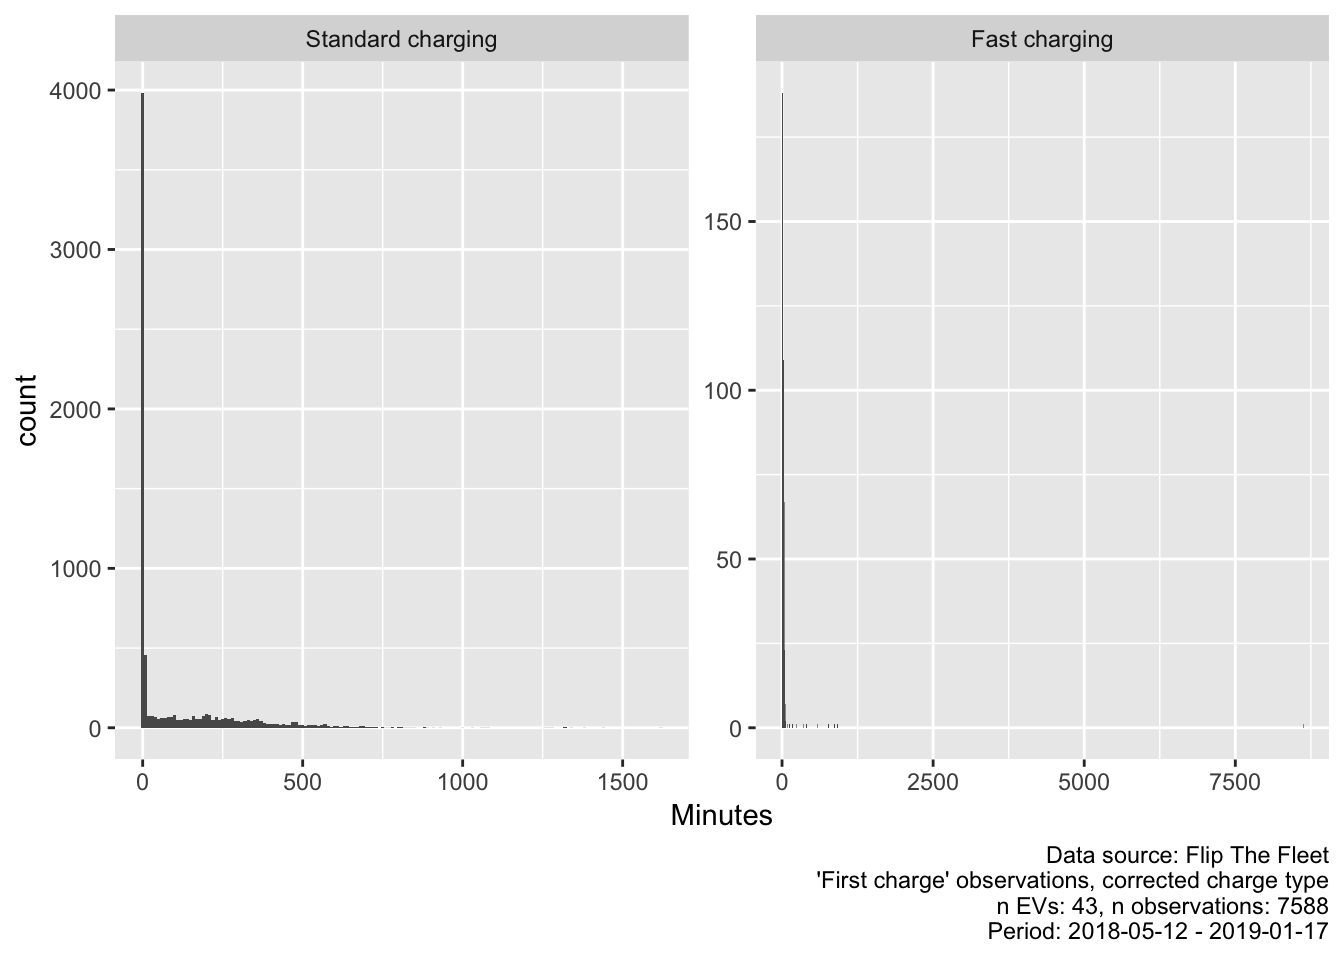 Standard charging
Fast charging
4000
3000
2000
1000
0
count
150
100
50
0
0 500 1000 1500
0 2500 5000 7500
Minutes
Data source: Flip The Fleet
'First charge' observations, corrected charge type
n EVs: 43, n observations: 7588
Period: 2018-05-12 - 2019-01-17